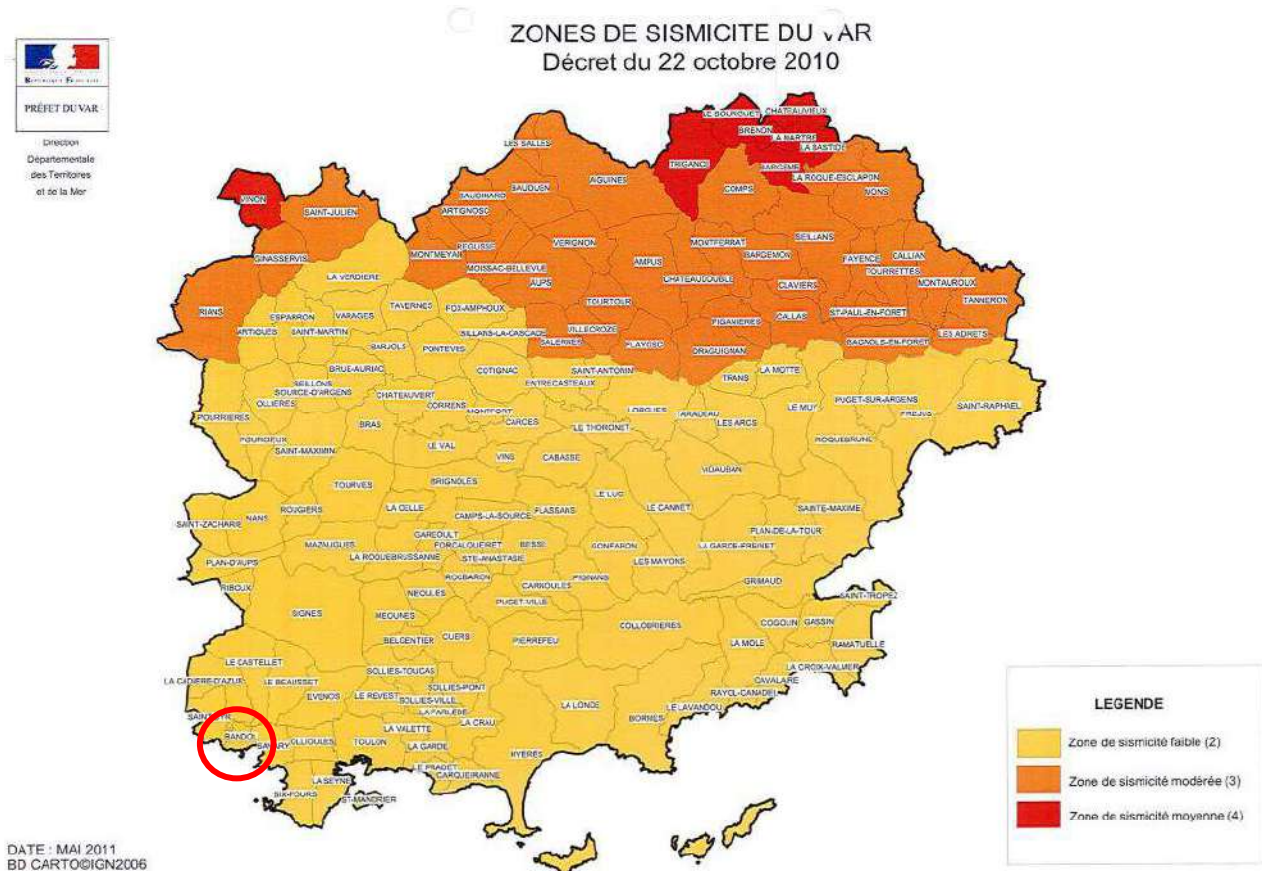 ZONES DE SISMICITE DU VAR
Décret du 22 octobre 2010
PRÉFET DU VAR
Direction
Départementale
des Territoires
et de la Mer
LE BOURGUET
CHATEAUVIEUX
BRENON
LA MARTRE
LA BASTIDE
LES SALLES
TRIGANCE
BARGEME
LA ROQUE-ESCLAPON
AIGUINES
COMPS
MONS
VINON
BAUDUEN
BAUDINARD
SAINT-JULIEN
ARTIGNOSC
SEILLANS
REGUSSE
VERIGNON
MONTFERRAT
GINASSERVIS
MONTMEYAN
BARGEMON
FAYENCE
CALLIAN
AMPUS
MOISSAC-BELLEVUE
TOURRETTES
LA VERDIERE
AUPS
CHATEAUDOUBLE
CLAVIERS
MONTAUROUX
TANNERON
TOURTOUR
TAVERNES
FOX-AMPHOUX
RIANS
ESPARRON
VARAGES
ST-PAUL-EN-FORET
CALLAS
FIGANIERES
ARTIGUES
SAINT-MARTIN
SILLANS-LA-CASCADE
VILLECROZE
LES ADRETS
SALERNES
FLAYOSC
BAGNOLS-EN-FORET
BARJOLS
PONTEVES
DRAGUIGNAN
BRUE-AURIAC
COTIGNAC
SAINT-ANTONIN
LA MOTTE
TRANS
SEILLONS
SOURCE-D'ARGENS
ENTRECASTEAUX
OLLIERES
CHATEAUVERT
CORRENS
MONTFORT
LORGUES
TARADEAU
LE MUY
PUGET-SUR-ARGENS
SAINT-RAPHAEL
FREJUS
POURRIERES
BRAS
CARCES
LE THORONET
LES ARCS
POURCIEUX
SAINT-MAXIMIN
LE VAL
ROQUEBRUNE
VINS
CABASSE
VIDAUBAN
TOURVES
BRIGNOLES
LE LUC
ROUGIERS
LA CELLE
FLASSANS
LE CANNET
SAINTE-MAXIME
NANS
SAINT-ZACHARIE
CAMPS-LA-SOURCE
PLAN-DE-LA-TOUR
GAREOULT
MAZAUGUES
FORCALQUEIRET
BESSE
GONFARON
LA GARDE-FREINET
LA ROQUEBRUSSANNE
STE-ANASTASIE
PLAN-D'AUPS
LES MAYONS
ROCBARON
PIGNANS
GRIMAUD
RIBOUX
CARNOULES
NEOULES
SAINT-TROPEZ
PUGET-VILLE
SIGNES
MEOUNES
COGOLIN
GASSIN
COLLOBRIERES
BELGENTIER
CUERS
PIERREFEU
LA MOLE
RAMATUELLE
LE CASTELLET
LA CROIX-VALMER
SOLLIES-TOUCAS
LA CADIERE-D'AZUR
LE BEAUSSET
CAVALAIRE
SOLLIES-PONT
EVENOS
LE REVEST
RAYOL-CANADEL
SOLLIES-VILLE
LA LONDE
LE LAVANDOU
LA FARLEDE
SAINT-CYR
BORMES
LA CRAU
LA VALETTE
BANDOL
SANARY
OLLIOULES
TOULON
LA GARDE
HYERES
LE PRADET
CARQUEIRANNE
LA SEYNE
SIX-FOURS
ST-MANDRIER
LEGENDE
Zone de sismicité faible (2)
Zone de sismicité modérée (3)
Zone de sismicité moyenne (4)
DATE : MAI 2011
BD CARTO©IGN2006